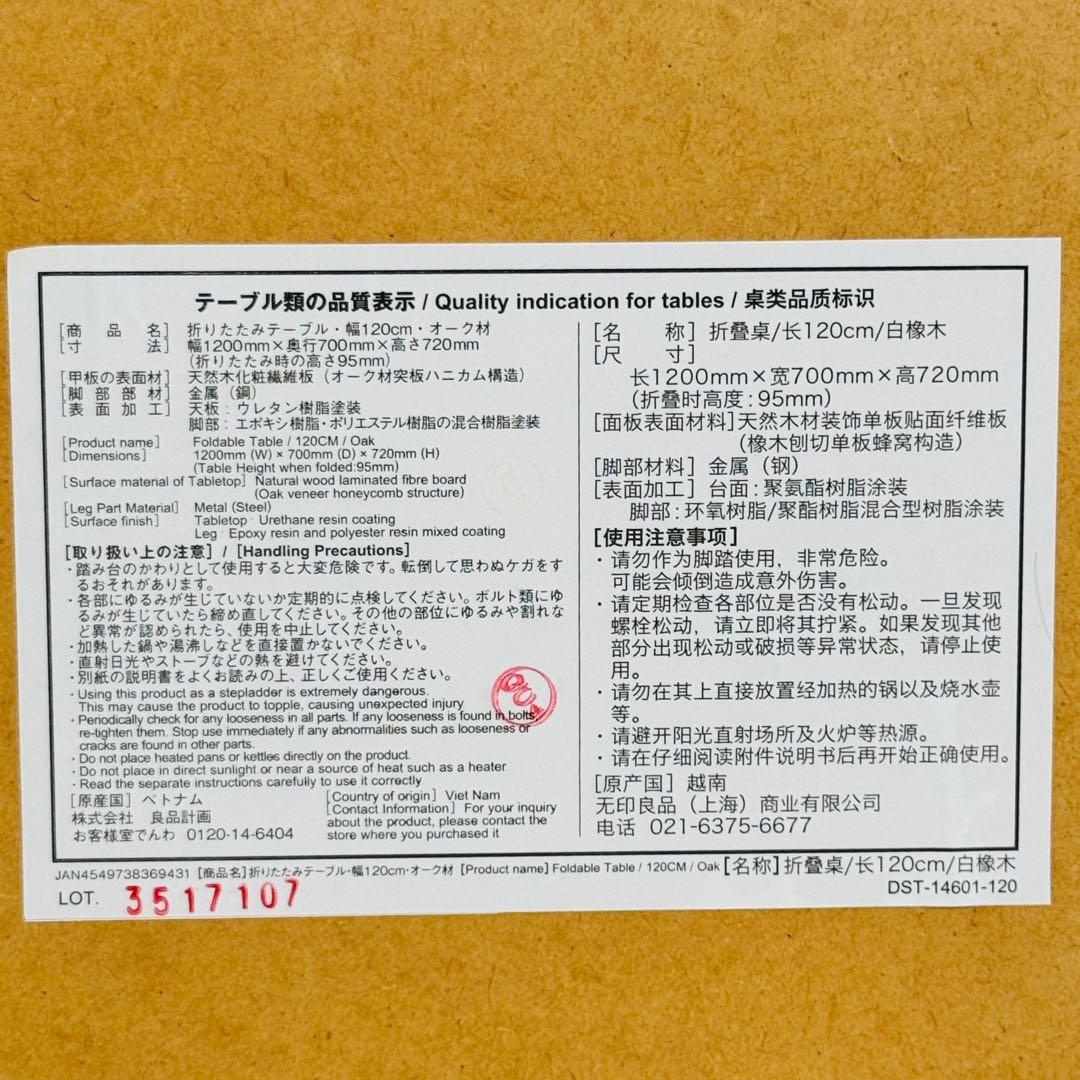 テーブル類の品質表示 / Quality indication for tables / 桌类品质标识
[商品名] 折りたたみテーブル・幅120cm・オーク材
[寸法] 幅1200mm×奥行700mm×高さ720mm
(折りたたみ時の高さ95mm)
[甲板の表面材] 天然木化粧繊維板（オーク材突板ハニカム構造）
[脚部部材] 金属（鋼）
[表面加工] 天板：ウレタン樹脂塗装
脚部：エポキシ樹脂・ポリエステル樹脂の混合樹脂塗装
[Product name] Foldable Table / 120CM / Oak
[Dimensions] 1200mm (W) × 700mm (D) × 720mm (H)
(Table Height when folded:95mm)
[Surface material of Tabletop] Natural wood laminated fibre board
(Oak veneer honeycomb structure)
[Leg Part Material] Metal (Steel)
[Surface finish] Tabletop : Urethane resin coating
Leg : Epoxy resin and polyester resin mixed coating
[取り扱い上の注意] / [Handling Precautions]
・踏み台のかわりとして使用すると大変危険です。転倒して思わぬケガをす
るおそれがあります。
・各部にゆるみが生じていないか定期的に点検してください。ボルト類にゆ
るみが生じていたら締め直してください。その他の部位にゆるみや割れな
ど異常が認められたら、使用を中止してください。
・加熱した鍋や湯沸しなどを直接置かないでください。
・直射日光やストーブなどの熱を避けてください。
・別紙の説明書をよくお読みの上、正しくご使用ください。
・Using this product as a stepladder is extremely dangerous.
This may cause the product to topple, causing unexpected injury.
・Periodically check for any looseness in all parts. If any looseness is found in bolts,
re-tighten them. Stop use immediately if any abnormalities such as looseness or
cracks are found in other parts.
・Do not place heated pans or kettles directly on the product.
・Do not place in direct sunlight or near a source of heat such as a heater.
・Read the separate instructions carefully to use it correctly.
[原産国] ベトナム
株式会社 良品計画
お客様室でんわ 0120-14-6404
[Country of origin] Viet Nam
[Contact Information] For your inquiry
about the product, please contact the
store where you purchased it
[名称] 折叠桌/长120cm/白橡木
[尺寸]
长1200mm×宽700mm×高720mm
(折叠时高度:95mm)
[面板表面材料]天然木材装饰单板贴面纤维板
（橡木刨切单板蜂窝构造）
[脚部材料] 金属（钢）
[表面加工] 台面：聚氨酯树脂涂装
脚部：环氧树脂/聚酯树脂混合型树脂涂装
[使用注意事项]
・请勿作为脚踏使用，非常危险。
可能会倾倒造成意外伤害。
・请定期检查各部位是否没有松动。一旦发现
螺栓松动，请立即将其拧紧。如果发现其他
部分出现松动或破损等异常状态，请停止使
用。
・请勿在其上直接放置经加热的锅以及烧水壶
等。
・请避开阳光直射场所及火炉等热源。
・请在仔细阅读附件说明书后再开始正确使用。
[原产国] 越南
无印良品（上海）商业有限公司
电话 021-6375-6677
JAN4549738369431 [商品名]折りたたみテーブル・幅120cm・オーク材 [Product name] Foldable Table / 120CM / Oak [名称]折叠桌/长120cm/白橡木
DST-14601-120
LOT. 3517107